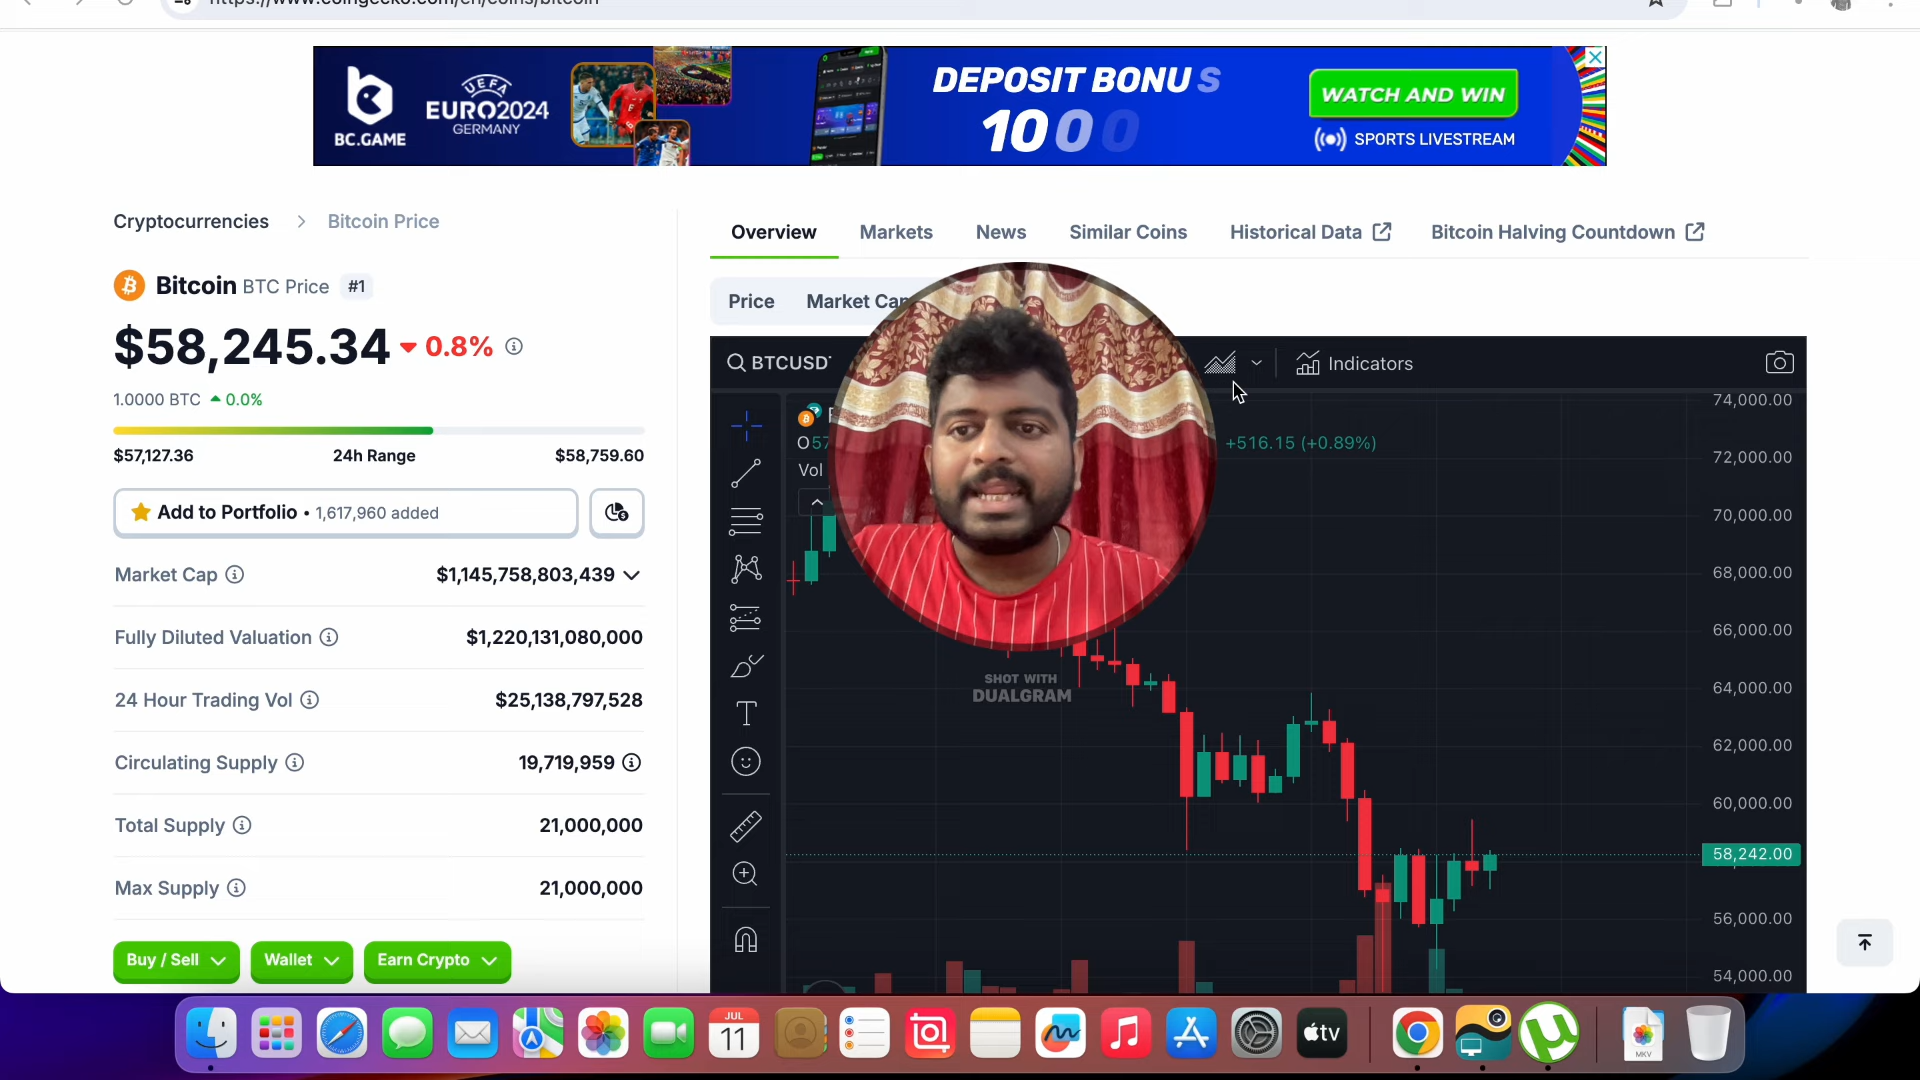 BC.GAME
UEFA
EURO2024
GERMANY
DEPOSIT BONUS
1000
WATCH AND WIN
SPORTS LIVESTREAM
Cryptocurrencies > Bitcoin Price
Bitcoin BTC Price #1
$58,245.34 0.8%
1.0000 BTC 0.0%
$57,127.36 24h Range $58,759.60
Add to Portfolio • 1,617,960 added
Market Cap $1,145,758,803,439
Fully Diluted Valuation $1,220,131,080,000
24 Hour Trading Vol $25,138,797,528
Circulating Supply 19,719,959
Total Supply 21,000,000
Max Supply 21,000,000
Buy / Sell Wallet Earn Crypto
Overview Markets News Similar Coins Historical Data Bitcoin Halving Countdown
Price Market Cap
BTCUSD Indicators
+516.15 (+0.89%)
Vol
SHOT WITH
DUALGRAM
74,000.00
72,000.00
70,000.00
68,000.00
66,000.00
64,000.00
62,000.00
60,000.00
58,242.00
56,000.00
54,000.00
JUL
11
tv
MKV